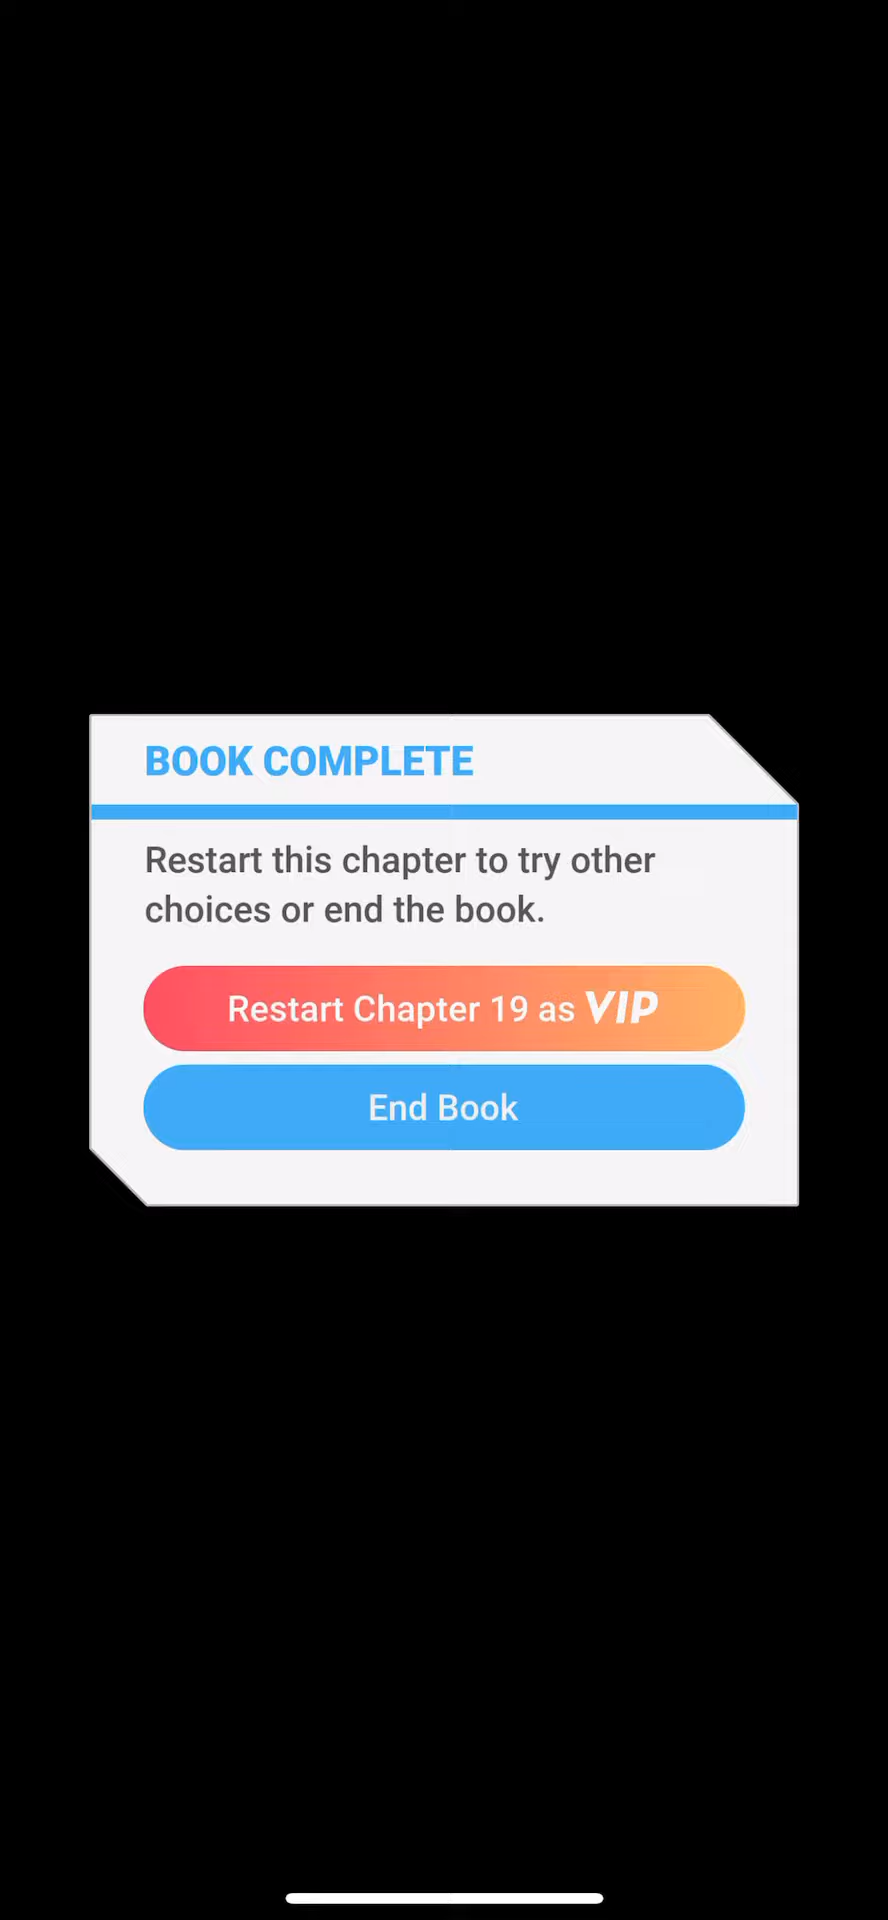 BOOK COMPLETE
Restart this chapter to try other
choices or end the book.
Restart Chapter 19 as VIP
End Book